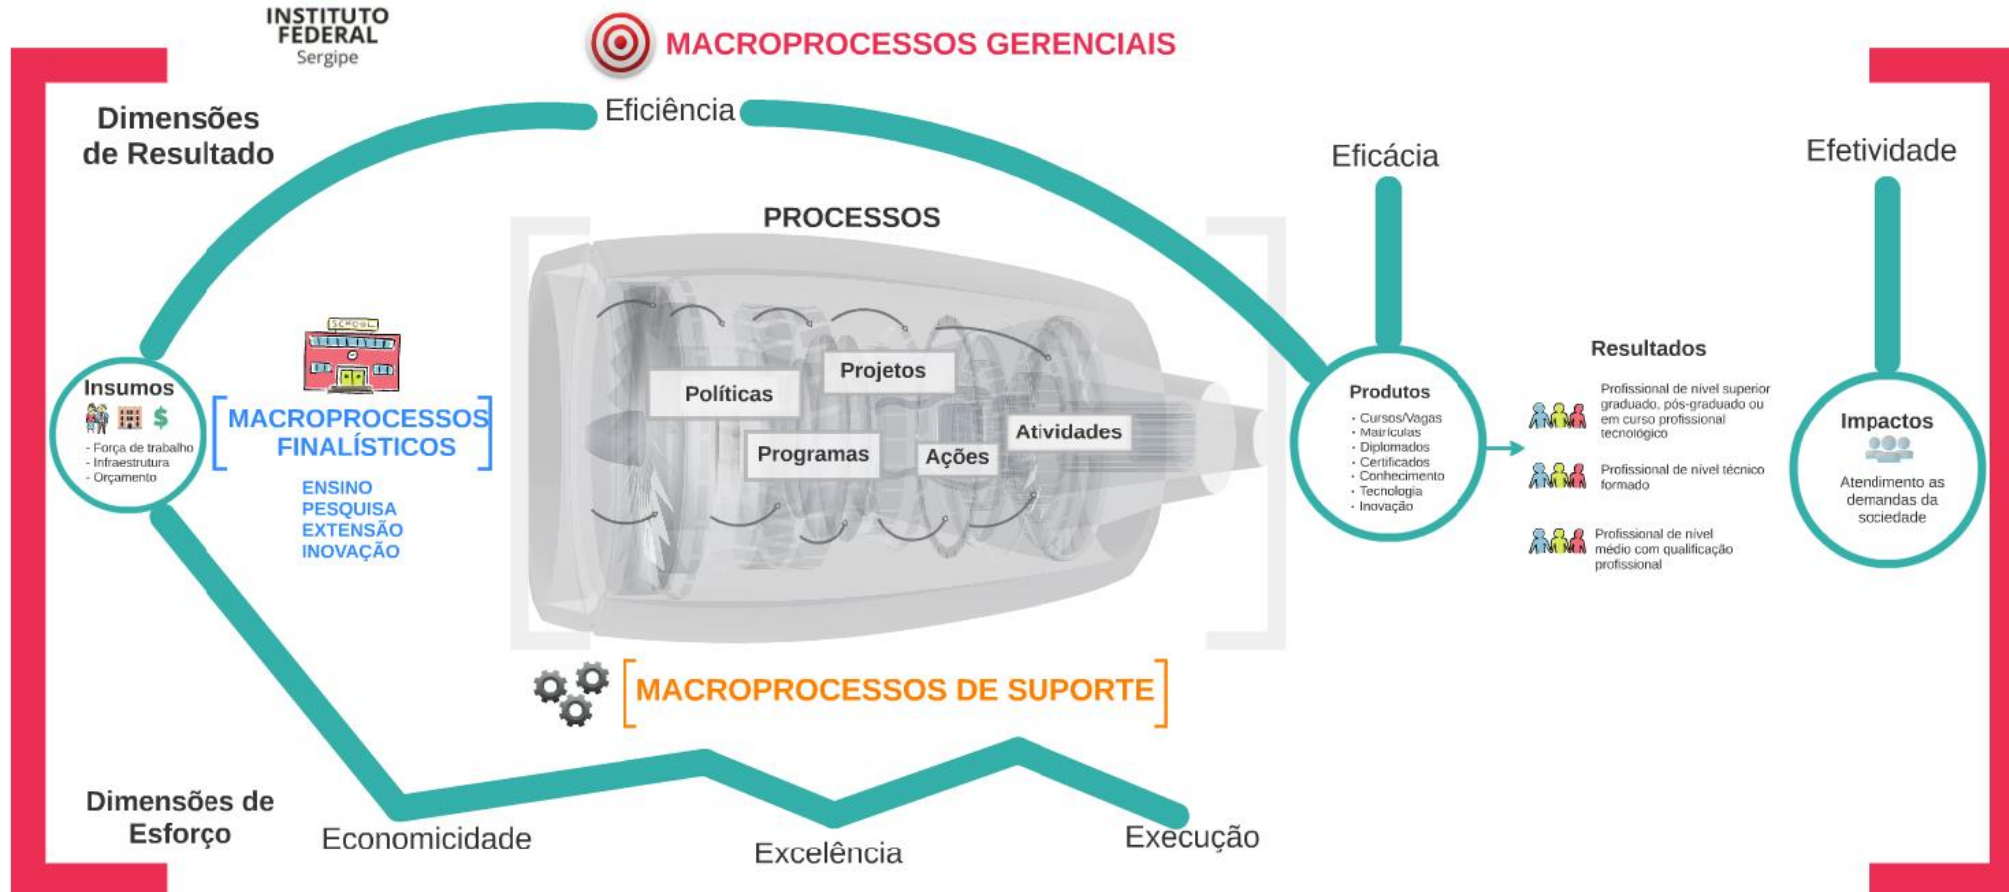 INSTITUTO
FEDERAL
Sergipe
MACROPROCESSOS GERENCIAIS
Dimensões
de Resultado
Eficiência
Eficácia
Efetividade
PROCESSOS
SCHOOL
Insumos
- Força de trabalho
- Infraestrutura
- Orçamento
MACROPROCESSOS
FINALÍSTICOS
ENSINO
PESQUISA
EXTENSÃO
INOVAÇÃO
Políticas
Projetos
Programas
Ações
Atividades
Produtos
· Cursos/Vagas
· Matrículas
· Diplomados
· Certificados
· Conhecimento
· Tecnologia
· Inovação
Resultados
Profissional de nível superior
graduado, pós-graduado ou
em curso profissional
tecnológico
Profissional de nível técnico
formado
Profissional de nível
médio com qualificação
profissional
Impactos
Atendimento as
demandas da
sociedade
MACROPROCESSOS DE SUPORTE
Dimensões de
Esforço
Economicidade
Excelência
Execução